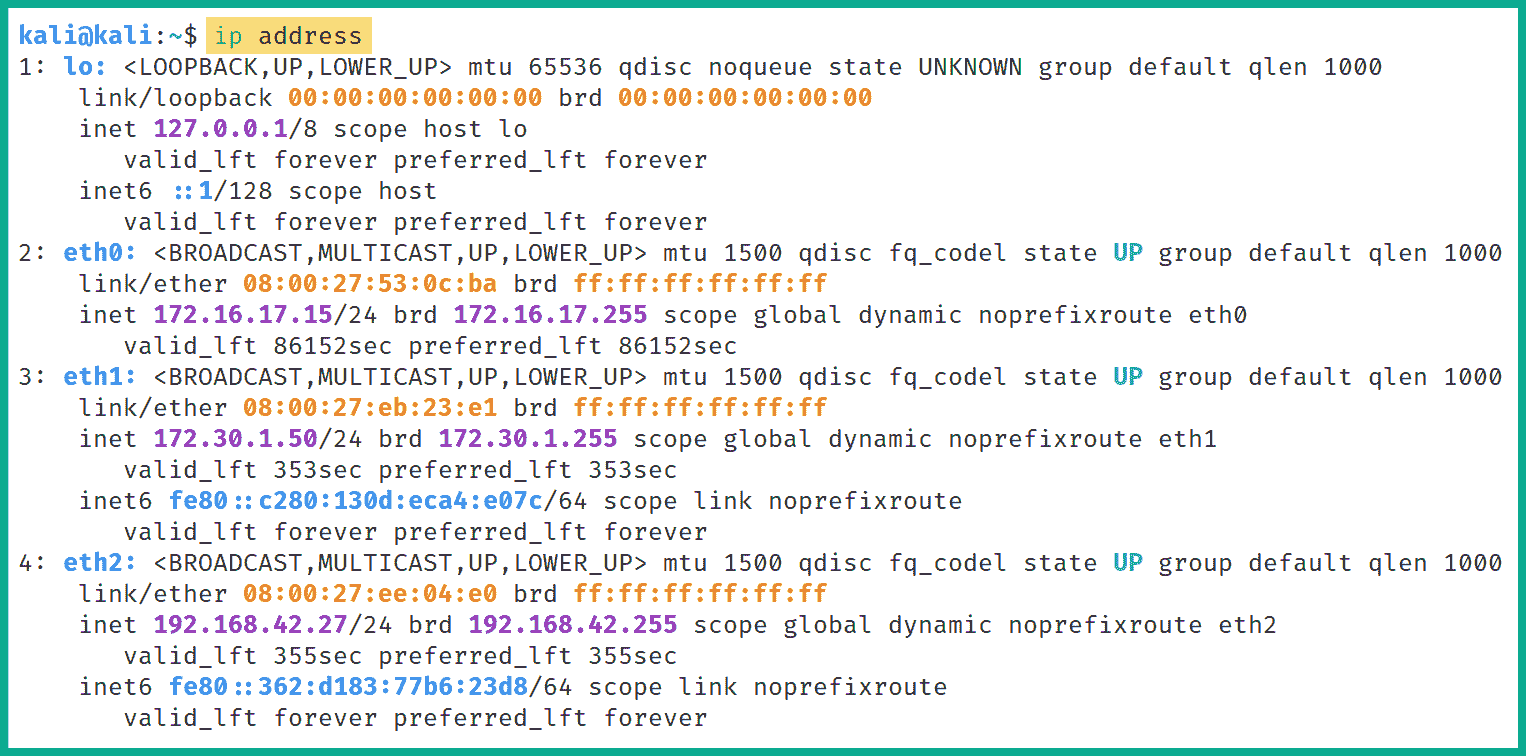 kali@kali:~$ ip address
1: lo: <LOOPBACK,UP,LOWER_UP> mtu 65536 qdisc noqueue state UNKNOWN group default qlen 1000
    link/loopback 00:00:00:00:00:00 brd 00:00:00:00:00:00
    inet 127.0.0.1/8 scope host lo
       valid_lft forever preferred_lft forever
    inet6 ::1/128 scope host
       valid_lft forever preferred_lft forever
2: eth0: <BROADCAST,MULTICAST,UP,LOWER_UP> mtu 1500 qdisc fq_codel state UP group default qlen 1000
    link/ether 08:00:27:53:0c:ba brd ff:ff:ff:ff:ff:ff
    inet 172.16.17.15/24 brd 172.16.17.255 scope global dynamic noprefixroute eth0
       valid_lft 86152sec preferred_lft 86152sec
3: eth1: <BROADCAST,MULTICAST,UP,LOWER_UP> mtu 1500 qdisc fq_codel state UP group default qlen 1000
    link/ether 08:00:27:eb:23:e1 brd ff:ff:ff:ff:ff:ff
    inet 172.30.1.50/24 brd 172.30.1.255 scope global dynamic noprefixroute eth1
       valid_lft 353sec preferred_lft 353sec
    inet6 fe80::c280:130d:eca4:e07c/64 scope link noprefixroute
       valid_lft forever preferred_lft forever
4: eth2: <BROADCAST,MULTICAST,UP,LOWER_UP> mtu 1500 qdisc fq_codel state UP group default qlen 1000
    link/ether 08:00:27:ee:04:e0 brd ff:ff:ff:ff:ff:ff
    inet 192.168.42.27/24 brd 192.168.42.255 scope global dynamic noprefixroute eth2
       valid_lft 355sec preferred_lft 355sec
    inet6 fe80::362:d183:77b6:23d8/64 scope link noprefixroute
       valid_lft forever preferred_lft forever